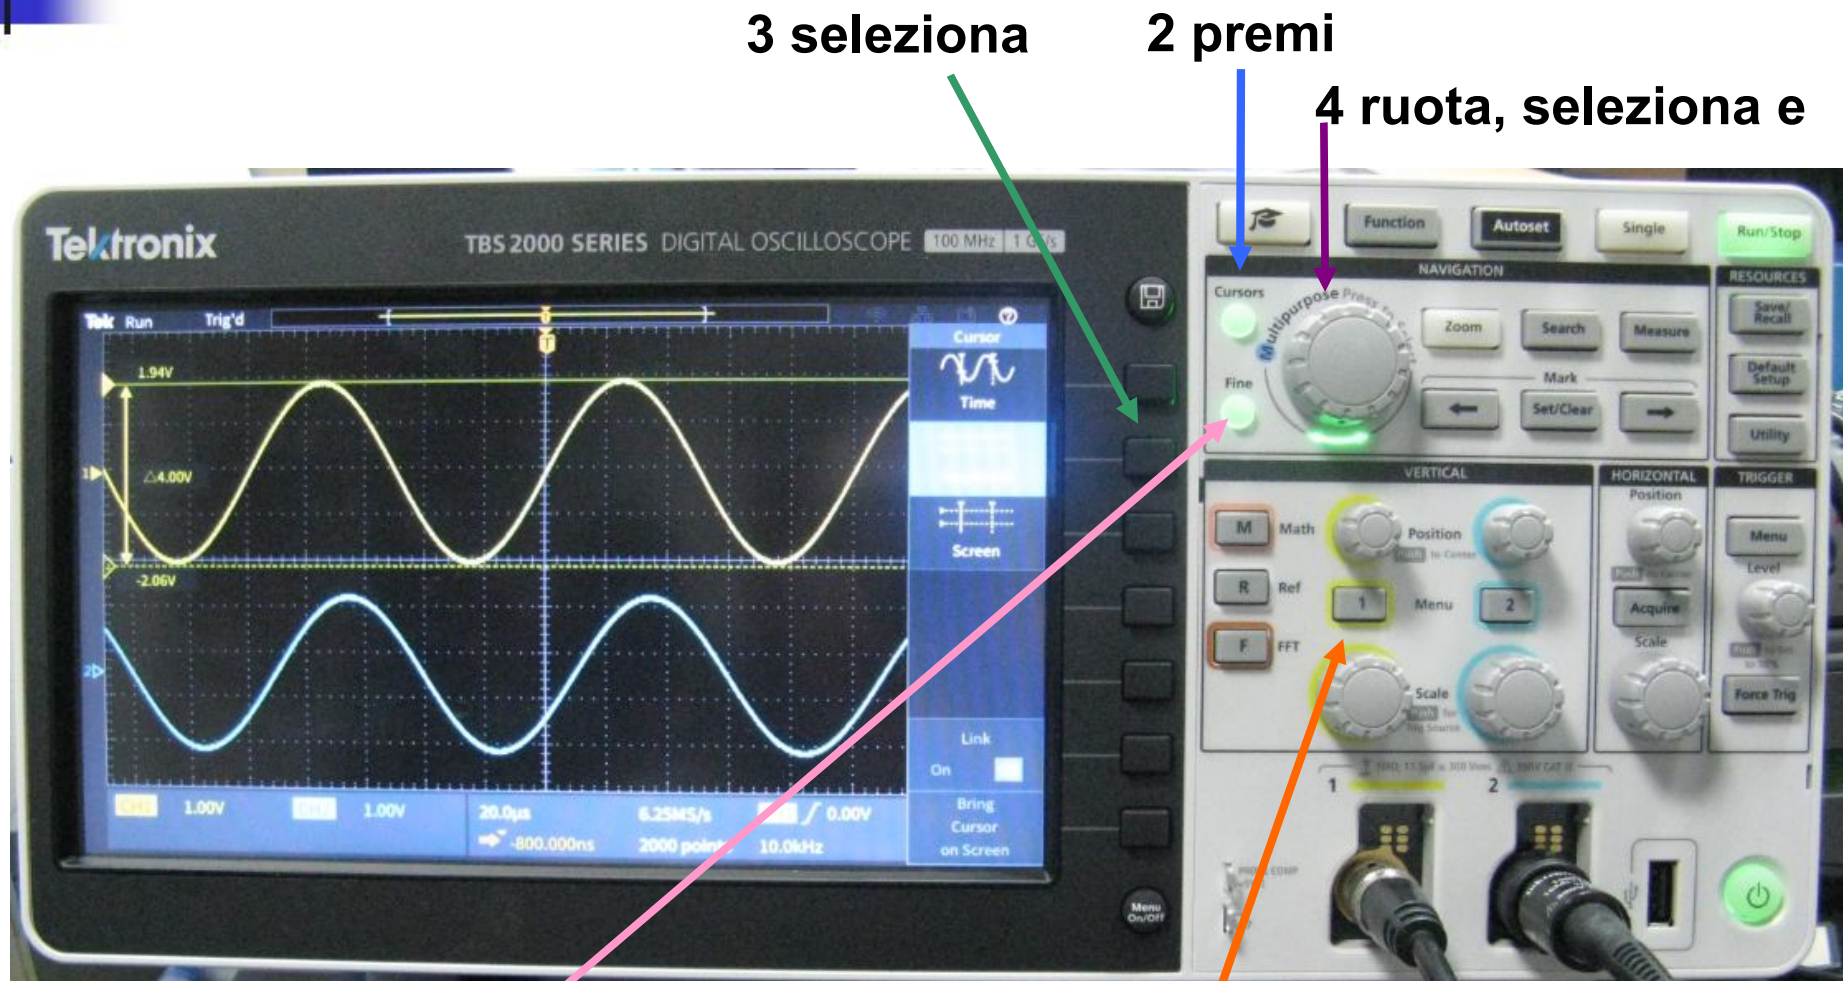 3 seleziona
2 premi
4 ruota, seleziona e
Tektronix
TBS 2000 SERIES DIGITAL OSCILLOSCOPE 100 MHz
Function
Autoset
Single
Run/Stop
NAVIGATION
RESOURCES
Cursors
Multipurpose
Zoom
Search
Measure
Save/
Recall
Fine
Mark
Set/Clear
Default
Setup
Utility
Tek Run Trig'd
Cursor
1.94V
Time
△4.00V
Screen
-2.06V
Link
On
Bring
Cursor
on Screen
CH1 1.00V
1.00V
20.0µs
6.25MS/s
0.00V
-800.000ns
2000 points
10.0kHz
VERTICAL
HORIZONTAL
TRIGGER
Position
M Math
Position
to Center
Menu
R Ref
1
Menu
2
Level
Acquire
F FFT
Scale
Scale
Force Trig
1
2
Menu
On/Off